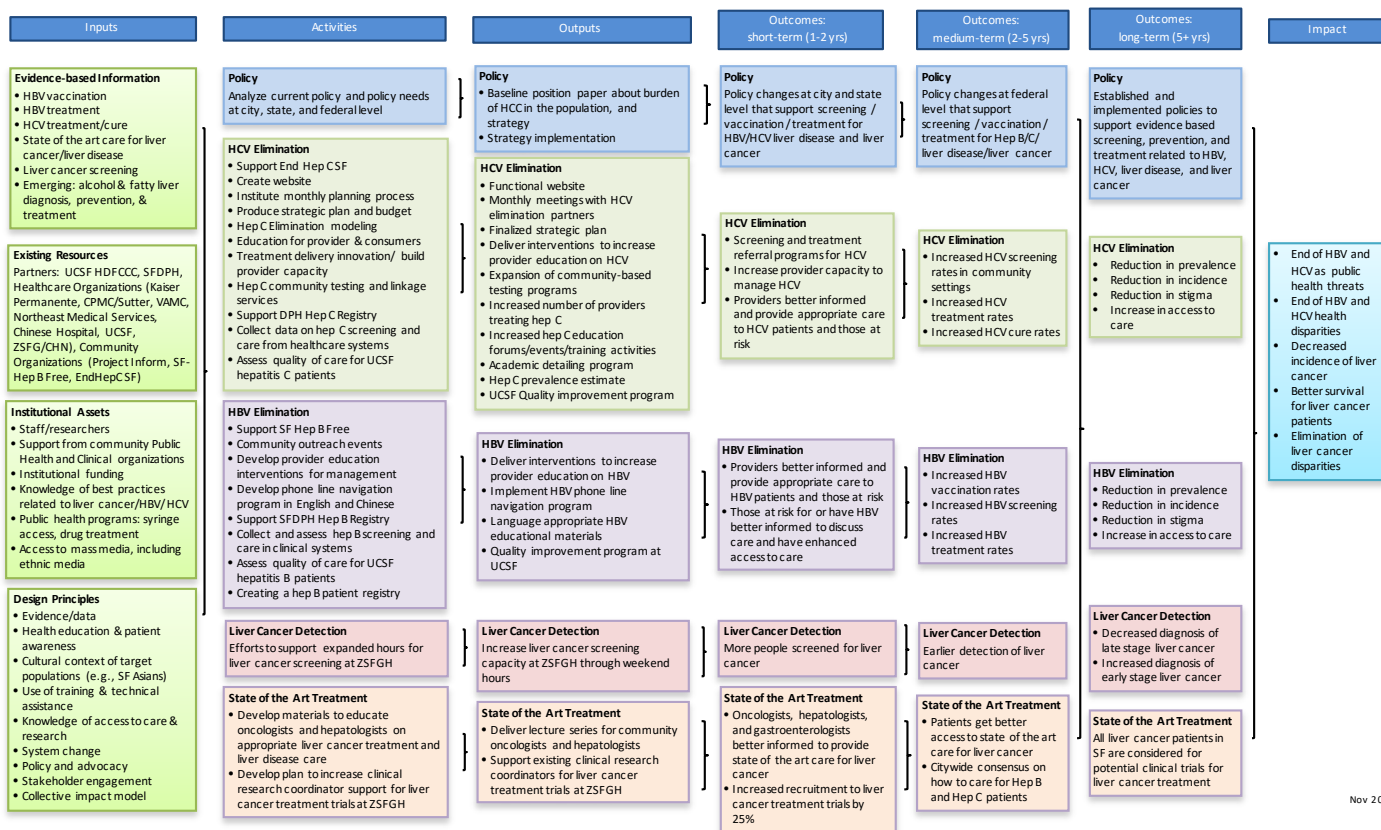 Inputs
Activities
Outputs
Outcomes:
short-term (1-2 yrs)
Outcomes:
medium-term (2-5 yrs)
Outcomes:
long-term (5+ yrs)
Impact
Evidence-based Information
• HBV vaccination
• HBV treatment
• HCV treatment/cure
• State of the art care for liver
cancer/liver disease
• Liver cancer screening
• Emerging: alcohol & fatty liver
diagnosis, prevention, &
treatment
Existing Resources
Partners: UCSF HDFCCC, SFDPH,
Healthcare Organizations (Kaiser
Permanente, CPMC/Sutter, VAMC,
Northeast Medical Services,
Chinese Hospital, UCSF,
ZSFG/CHN), Community
Organizations (Project Inform, SF-
Hep B Free, EndHepCSF)
Institutional Assets
• Staff/researchers
• Support from community Public
Health and Clinical organizations
• Institutional funding
• Knowledge of best practices
related to liver cancer/HBV/HCV
• Public health programs: syringe
access, drug treatment
• Access to mass media, including
ethnic media
Design Principles
• Evidence/data
• Health education & patient
awareness
• Cultural context of target
populations (e.g., SF Asians)
• Use of training & technical
assistance
• Knowledge of access to care &
research
• System change
• Policy and advocacy
• Stakeholder engagement
• Collective impact model
Policy
Analyze current policy and policy needs
at city, state, and federal level
HCV Elimination
• Support End Hep C SF
• Create website
• Institute monthly planning process
• Produce strategic plan and budget
• Hep C Elimination modeling
• Education for provider & consumers
• Treatment delivery innovation/ build
provider capacity
• Hep C community testing and linkage
services
• Support DPH Hep C Registry
• Collect data on hep C screening and
care from healthcare systems
• Assess quality of care for UCSF
hepatitis C patients
HBV Elimination
• Support SF Hep B Free
• Community outreach events
• Develop provider education
interventions for management
• Develop phone line navigation
program in English and Chinese
• Support SFDPH Hep B Registry
• Collect and assess hep B screening and
care in clinical systems
• Assess quality of care for UCSF
hepatitis B patients
• Creating a hep B patient registry
Liver Cancer Detection
Efforts to support expanded hours for
liver cancer screening at ZSFGH
State of the Art Treatment
• Develop materials to educate
oncologists and hepatologists on
appropriate liver cancer treatment and
liver disease care
• Develop plan to increase clinical
research coordinator support for liver
cancer treatment trials at ZSFGH
Policy
• Baseline position paper about burden
of HCC in the population, and
strategy
• Strategy implementation
HCV Elimination
• Functional website
• Monthly meetings with HCV
elimination partners
• Finalized strategic plan
• Deliver interventions to increase
provider education on HCV
• Expansion of community-based
testing programs
• Increased number of providers
treating hep C
• Increased hep C education
forums/events/training activities
• Academic detailing program
• Hep C prevalence estimate
• UCSF Quality improvement program
HBV Elimination
• Deliver interventions to increase
provider education on HBV
• Implement HBV phone line
navigation program
• Language appropriate HBV
educational materials
• Quality improvement program at
UCSF
Liver Cancer Detection
Increase liver cancer screening
capacity at ZSFGH through weekend
hours
State of the Art Treatment
• Deliver lecture series for community
oncologists and hepatologists
• Support existing clinical research
coordinators for liver cancer
treatment trials at ZSFGH
Policy
Policy changes at city and state
level that support screening /
vaccination / treatment for
HBV/HCV liver disease and liver
cancer
HCV Elimination
• Screening and treatment
referral programs for HCV
• Increase provider capacity to
manage HCV
• Providers better informed
and provide appropriate care
to HCV patients and those at
risk
HBV Elimination
• Providers better informed and
provide appropriate care to
HBV patients and those at risk
• Those at risk for or have HBV
better informed to discuss
care and have enhanced
access to care
Liver Cancer Detection
More people screened for liver
cancer
State of the Art Treatment
• Oncologists, hepatologists,
and gastroenterologists
better informed to provide
state of the art care for liver
cancer
• Increased recruitment to liver
cancer treatment trials by
25%
Policy
Policy changes at federal
level that support
screening / vaccination /
treatment for Hep B/C/
liver disease/liver cancer
HCV Elimination
• Increased HCV screening
rates in community
settings
• Increased HCV
treatment rates
• Increased HCV cure rates
HBV Elimination
• Increased HBV
vaccination rates
• Increased HBV screening
rates
• Increased HBV
treatment rates
Liver Cancer Detection
Earlier detection of liver
cancer
State of the Art Treatment
• Patients get better
access to state of the art
care for liver cancer
• Citywide consensus on
how to care for Hep B
and Hep C patients
Policy
Established and
implemented policies to
support evidence based
screening, prevention, and
treatment related to HBV,
HCV, liver disease, and liver
cancer
HCV Elimination
• Reduction in prevalence
• Reduction in incidence
• Reduction in stigma
• Increase in access to
care
HBV Elimination
• Reduction in prevalence
• Reduction in incidence
• Reduction in stigma
• Increase in access to care
Liver Cancer Detection
• Decreased diagnosis of
late stage liver cancer
• Increased diagnosis of
early stage liver cancer
State of the Art Treatment
All liver cancer patients in
SF are considered for
potential clinical trials for
liver cancer treatment
• End of HBV and
HCV as public
health threats
• End of HBV and
HCV health
disparities
• Decreased
incidence of liver
cancer
• Better survival
for liver cancer
patients
• Elimination of
liver cancer
disparities
Nov 20